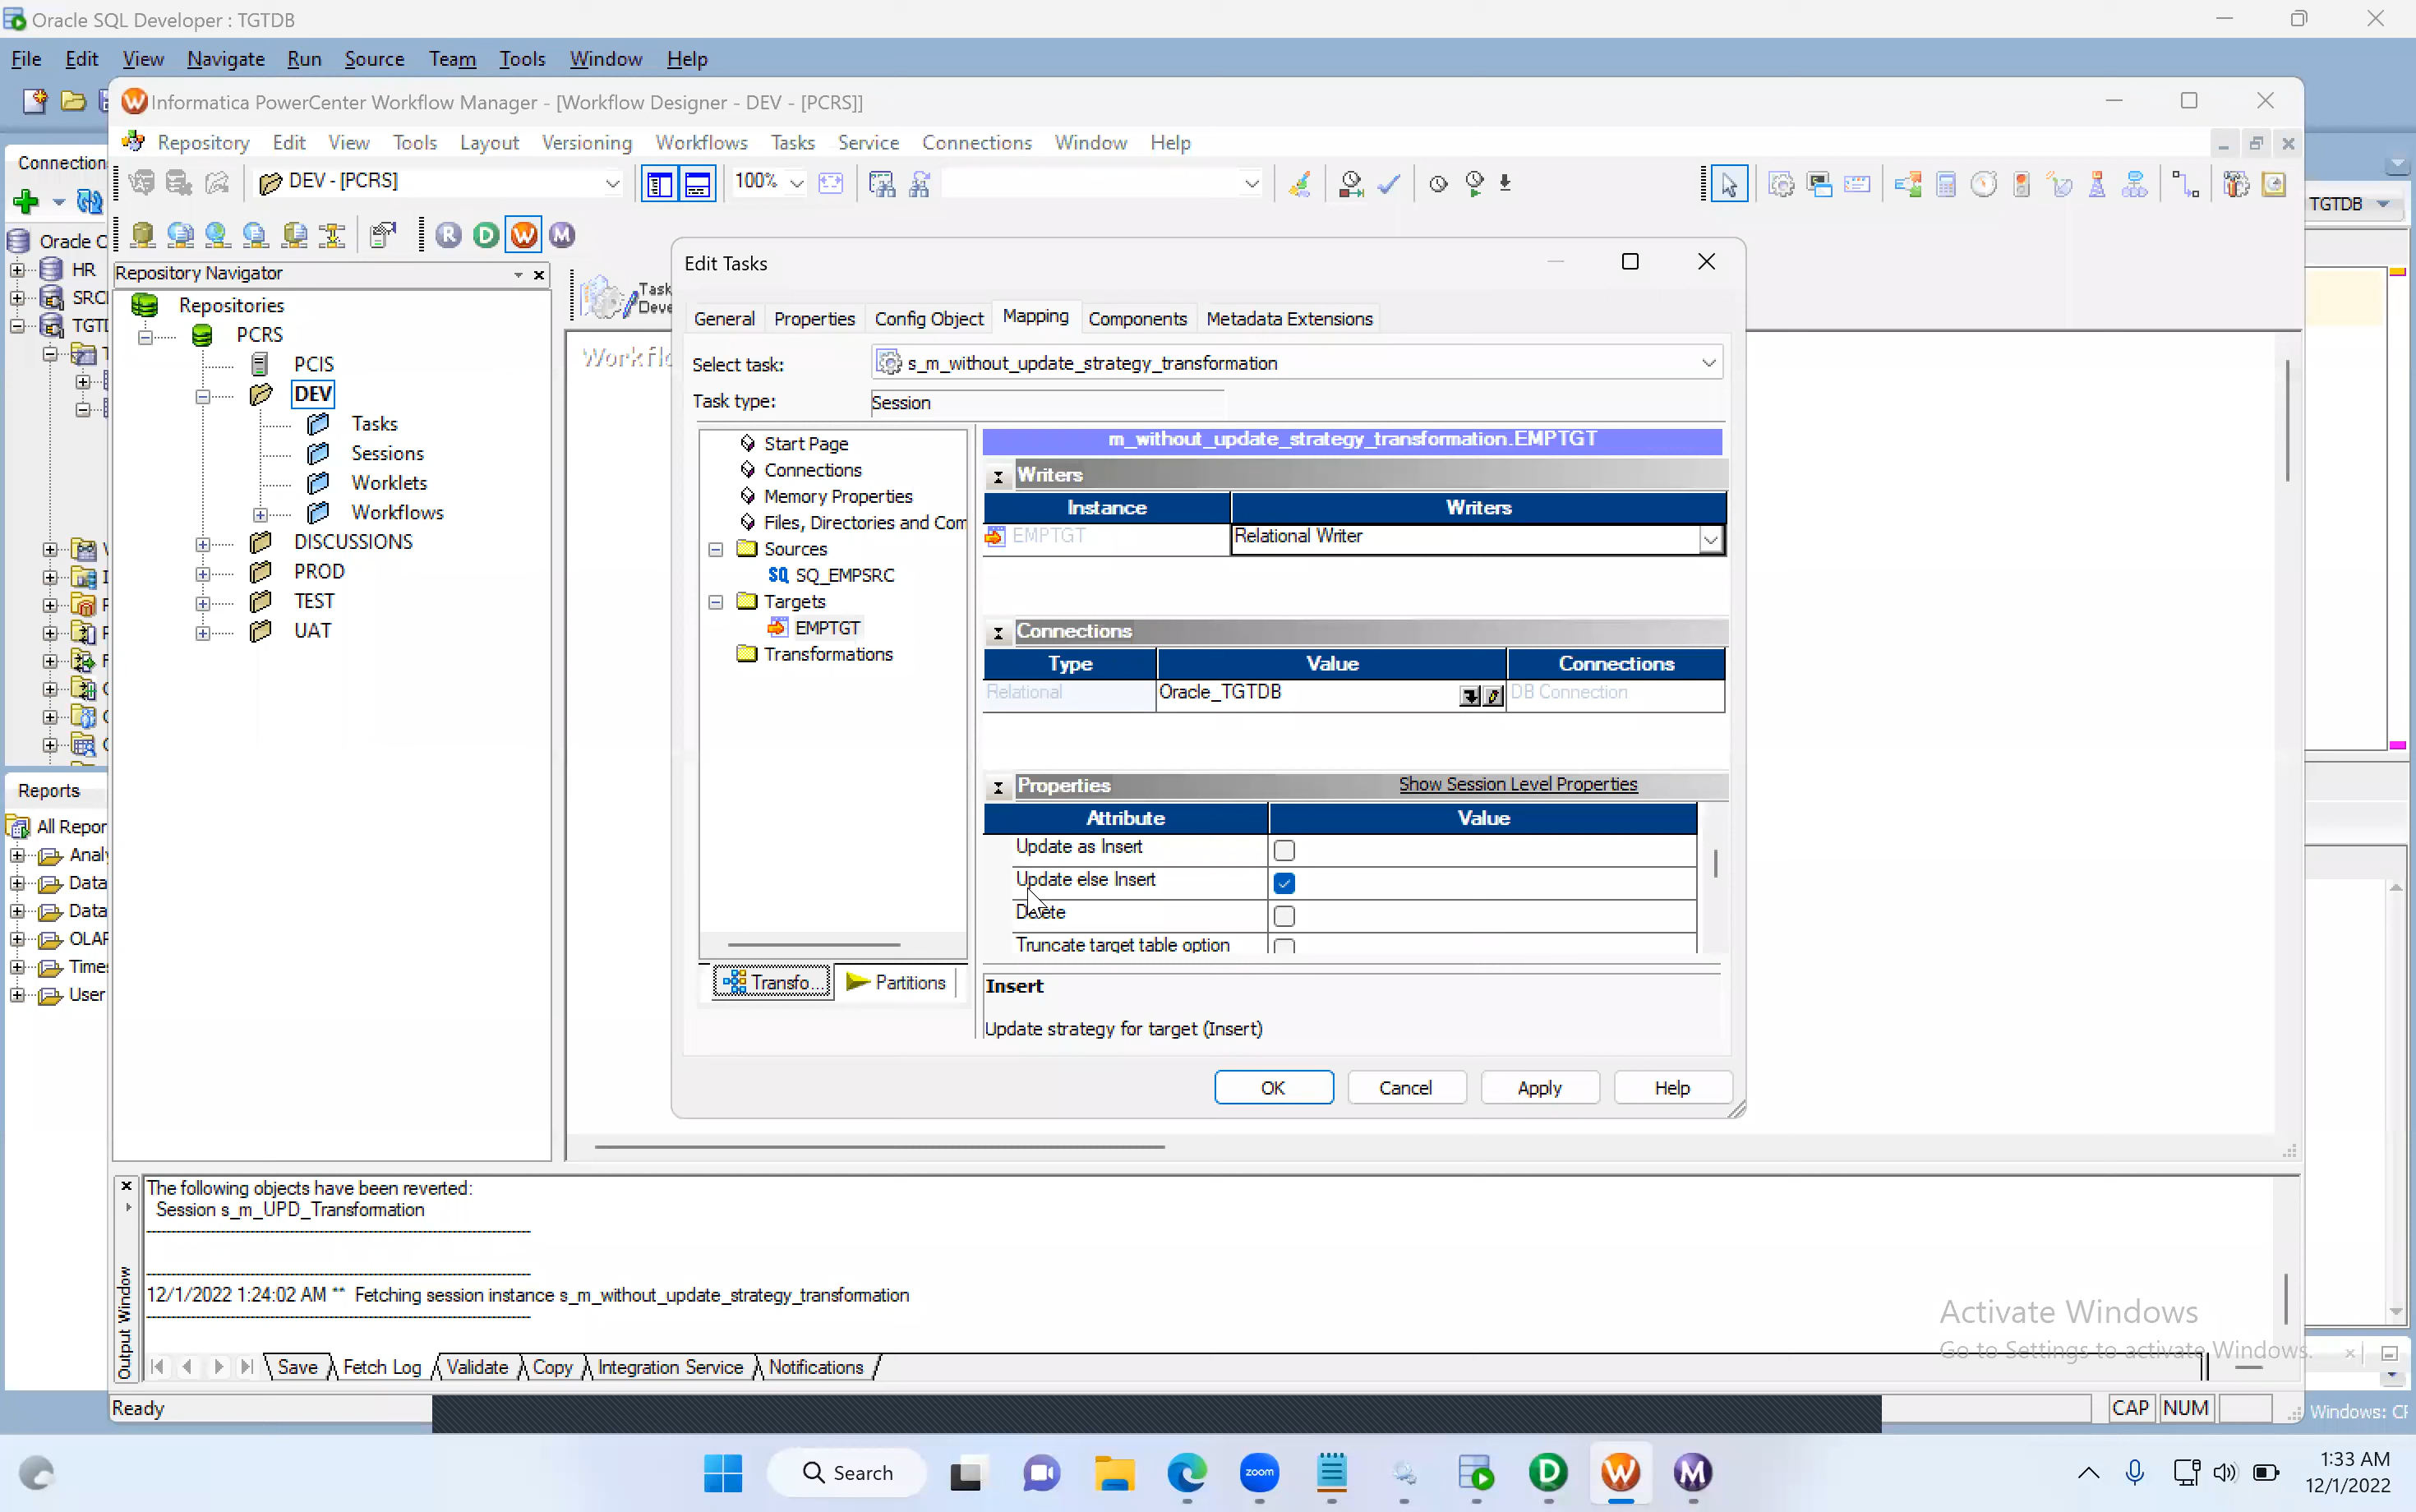 Oracle SQL Developer : TGTDB
File Edit View Navigate Run Source Team Tools Window Help
Informatica PowerCenter Workflow Manager - [Workflow Designer - DEV - [PCRS]]
Repository Edit View Tools Layout Versioning Workflows Tasks Service Connections Window Help
Connection
DEV - [PCRS]
100%
TGTDB
Oracle C
HR
Repository Navigator
Repositories
PCRS
PCIS
DEV
Tasks
Sessions
Worklets
Workflows
DISCUSSIONS
PROD
TEST
UAT
Edit Tasks
General Properties Config Object Mapping Components Metadata Extensions
Select task: s_m_without_update_strategy_transformation
Task type: Session
Start Page
Connections
Memory Properties
Files, Directories and Com
Sources
SQ SQ_EMPSRC
Targets
EMPTGT
Transformations
Transfo... Partitions
m_without_update_strategy_transformation.EMPTGT
Writers
Instance Writers
EMPTGT Relational Writer
Connections
Type Value Connections
Relational Oracle_TGTDB DB Connection
Properties Show Session Level Properties
Attribute Value
Update as Insert
Update else Insert
Delete
Truncate target table option
Insert
Update strategy for target (Insert)
OK Cancel Apply Help
Reports
All Repor
Analy
Data
Data
OLAP
Time
User
The following objects have been reverted:
Session s_m_UPD_Transformation
12/1/2022 1:24:02 AM ** Fetching session instance s_m_without_update_strategy_transformation
Output Window
Save Fetch Log Validate Copy Integration Service Notifications
Activate Windows
Go to Settings to activate Windows.
Ready
CAP NUM
Search
zoom
1:33 AM
12/1/2022